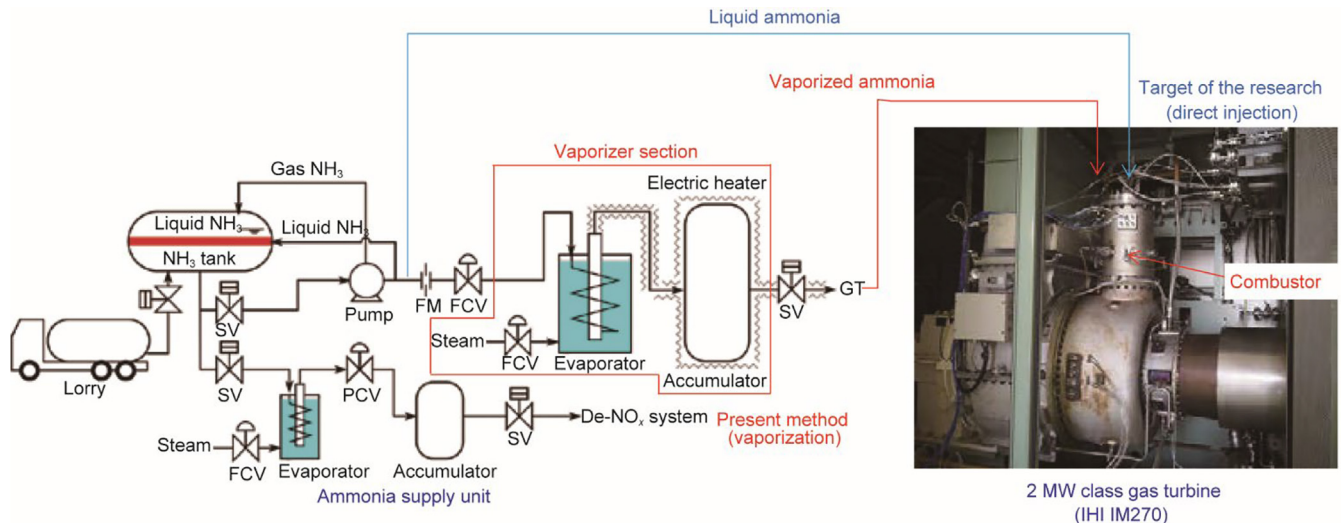 Liquid ammonia
Vaporized ammonia
Target of the research
(direct injection)
Vaporizer section
Gas NH3
Electric heater
Liquid NH3
Liquid NH3
NH3 tank
Combustor
GT
SV
Pump
FM
FCV
SV
Steam
FCV
Evaporator
Accumulator
Lorry
SV
PCV
De-NOx system
Present method
(vaporization)
SV
Steam
FCV
Evaporator
Accumulator
Ammonia supply unit
2 MW class gas turbine
(IHI IM270)